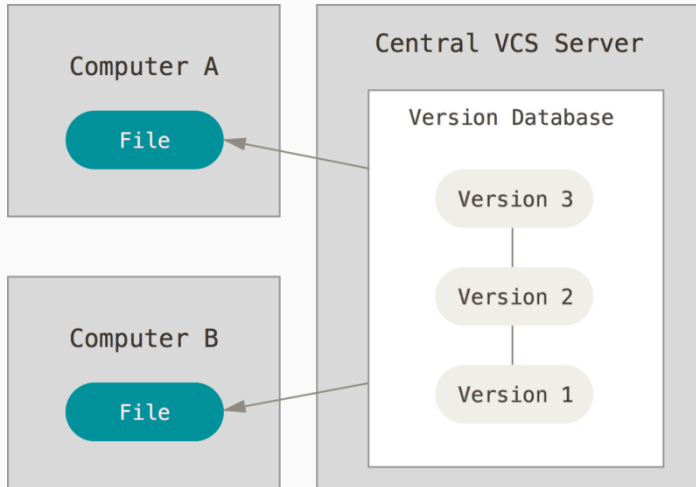 Computer A
File
Central VCS Server
Version Database
Version 3
Version 2
Version 1
Computer B
File